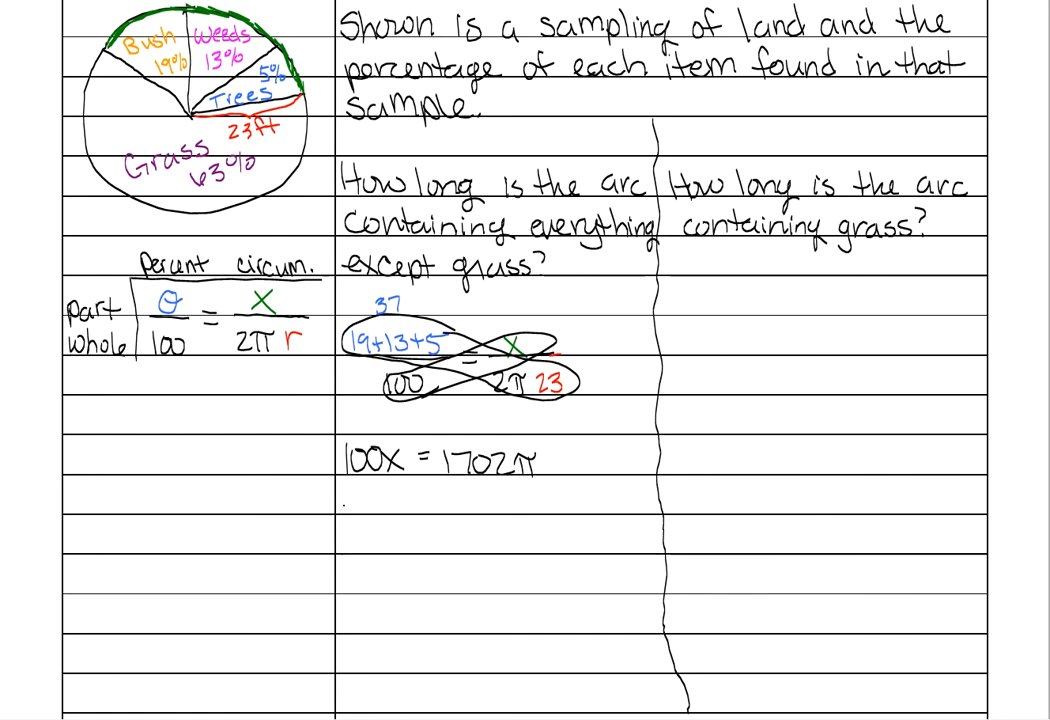 Bush
19%
Weeds
13%
5%
Trees
23ft
Grass
63%
Shown is a sampling of land and the
percentage of each item found in that
sample.
How long is the arc
containing everything
except grass?
How long is the arc
containing grass?
percent circum.
part θ = X
whole 100 2π r
37
19+13+5 = X
100 2π 23
100X = 1702π